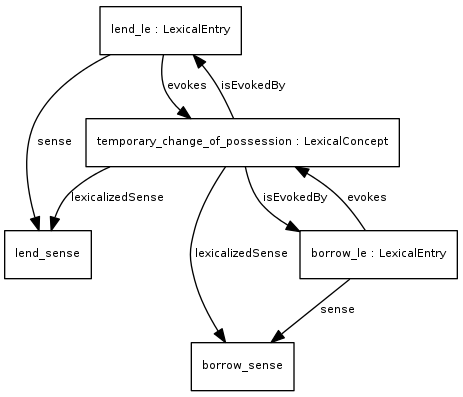 lend_le : LexicalEntry
evokes
isEvokedBy
sense
temporary_change_of_possession : LexicalConcept
lexicalizedSense
isEvokedBy
evokes
lend_sense
lexicalizedSense
borrow_le : LexicalEntry
sense
borrow_sense